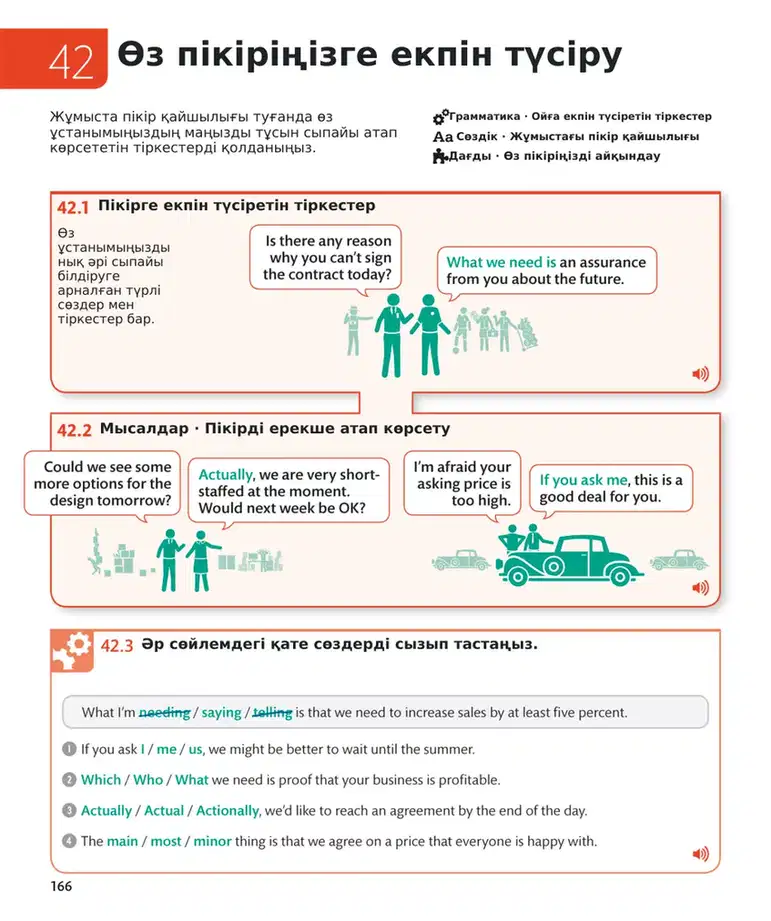 42
Өз пікіріңізге екпін түсіру
Жұмыста пікір қайшылығы туғанда өз
ұстанымыңыздың маңызды тұсын сыпайы атап
көрсететін тіркестерді қолданыңыз.
Грамматика · Ойға екпін түсіретін тіркестер
Aa Сөздік · Жұмыстағы пікір қайшылығы
Дағды · Өз пікіріңізді айқындау
42.1 Пікірге екпін түсіретін тіркестер
Өз
ұстанымыңызды
нық әрі сыпайы
білдіруге
арналған түрлі
сөздер мен
тіркестер бар.
Is there any reason
why you can't sign
the contract today?
What we need is an assurance
from you about the future.
42.2 Мысалдар · Пікірді ерекше атап көрсету
Could we see some
more options for the
design tomorrow?
Actually, we are very short-
staffed at the moment.
Would next week be OK?
I'm afraid your
asking price is
too high.
If you ask me, this is a
good deal for you.
42.3 Әр сөйлемдегі қате сөздерді сызып тастаңыз.
What I'm needing / saying / telling is that we need to increase sales by at least five percent.
1 If you ask I / me / us, we might be better to wait until the summer.
2 Which / Who / What we need is proof that your business is profitable.
3 Actually / Actual / Actionally, we'd like to reach an agreement by the end of the day.
4 The main / most / minor thing is that we agree on a price that everyone is happy with.
166